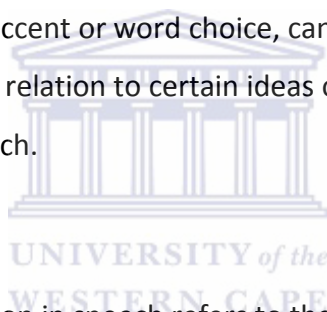 ccent or word choice, can
relation to certain ideas
ch.
UNIVERSITY of the
on in speech refers to the
WESTERN CAPE